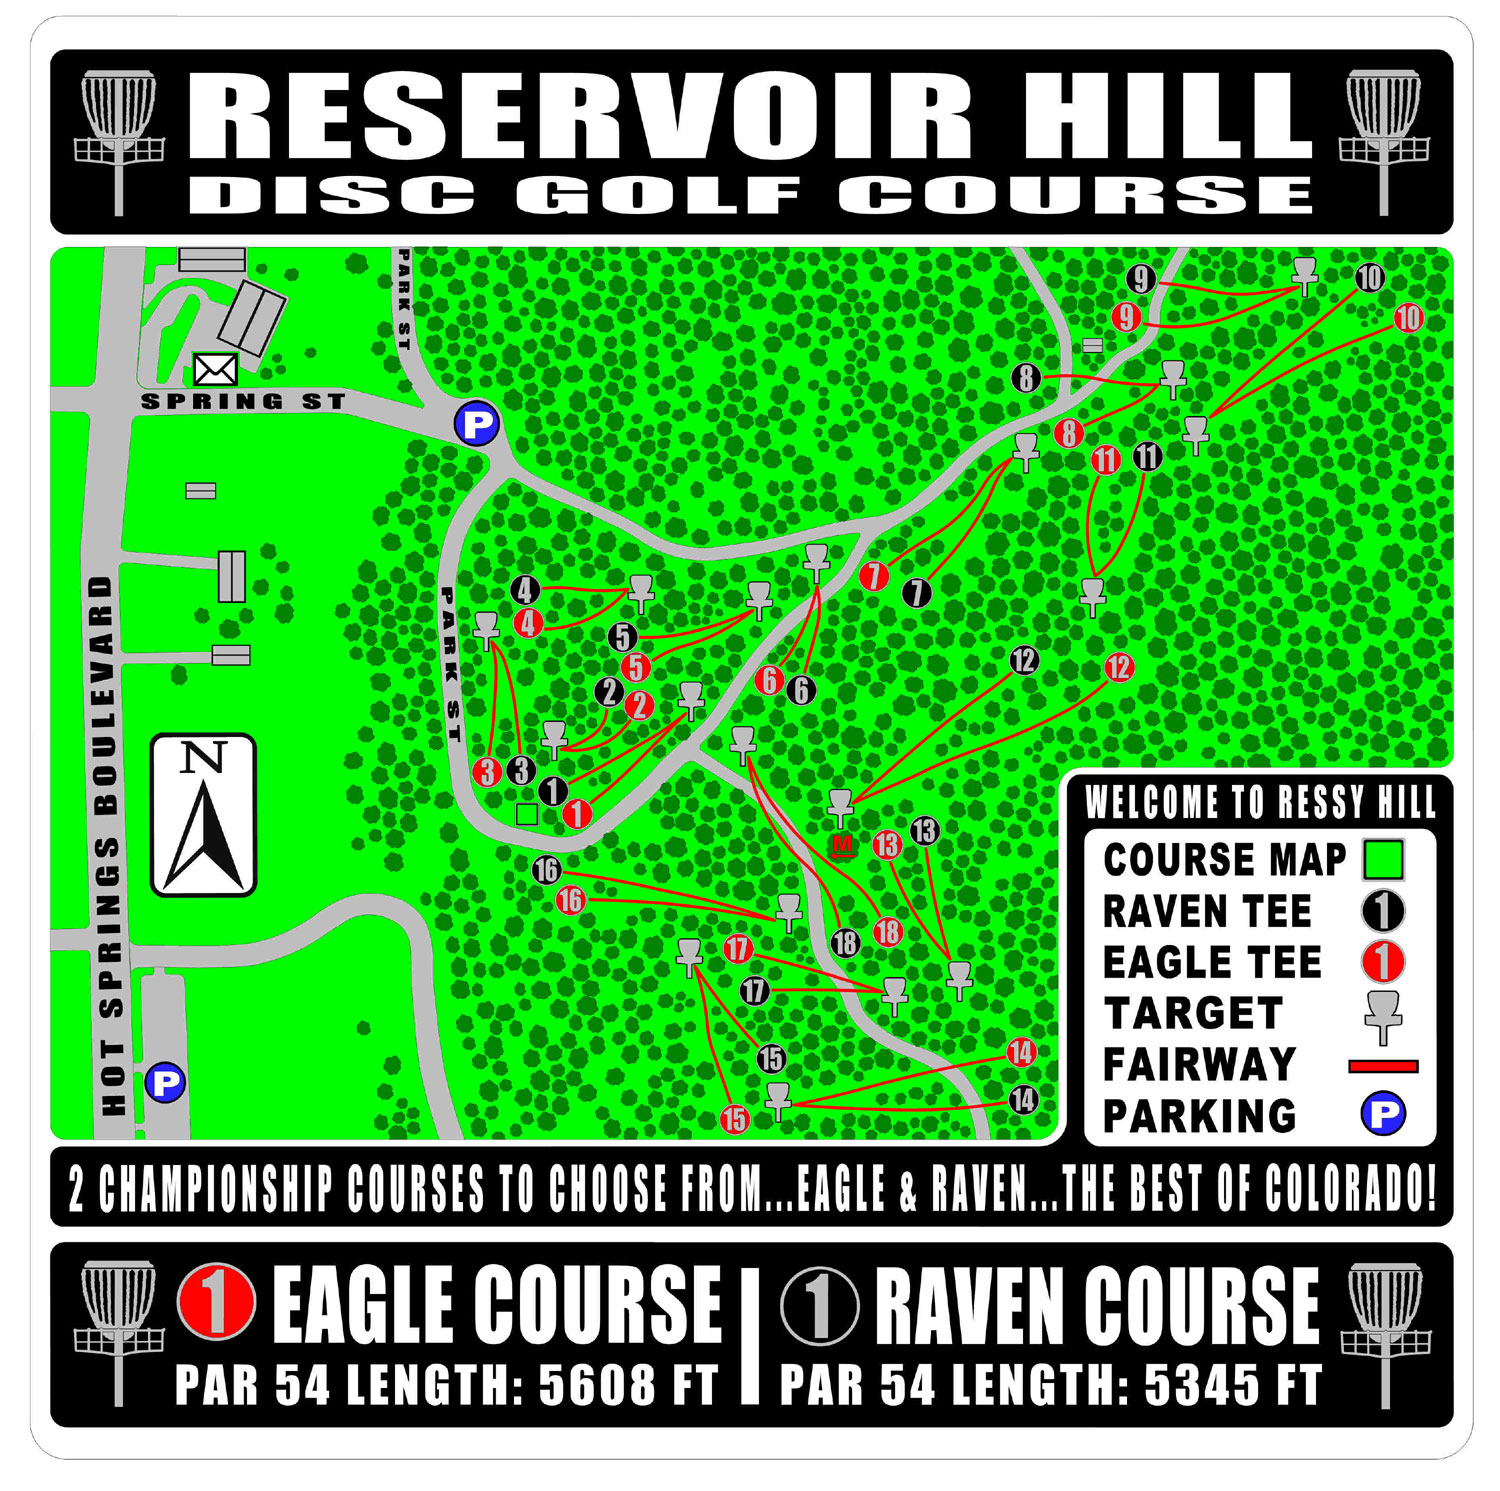 RESERVOIR HILL
DISC GOLF COURSE
PARK ST
9
10
9
10
8
SPRING ST
P
8
11
11
7
4
7
4
PARK ST
5
5
12
12
6
6
2
2
HOT SPRINGS BOULEVARD
N
3
3
1
1
M
13
13
16
16
18
18
17
17
15
14
14
15
P
WELCOME TO RESSY HILL
COURSE MAP
RAVEN TEE 1
EAGLE TEE 1
TARGET
FAIRWAY
PARKING P
2 CHAMPIONSHIP COURSES TO CHOOSE FROM...EAGLE & RAVEN...THE BEST OF COLORADO!
1 EAGLE COURSE
PAR 54 LENGTH: 5608 FT
1 RAVEN COURSE
PAR 54 LENGTH: 5345 FT